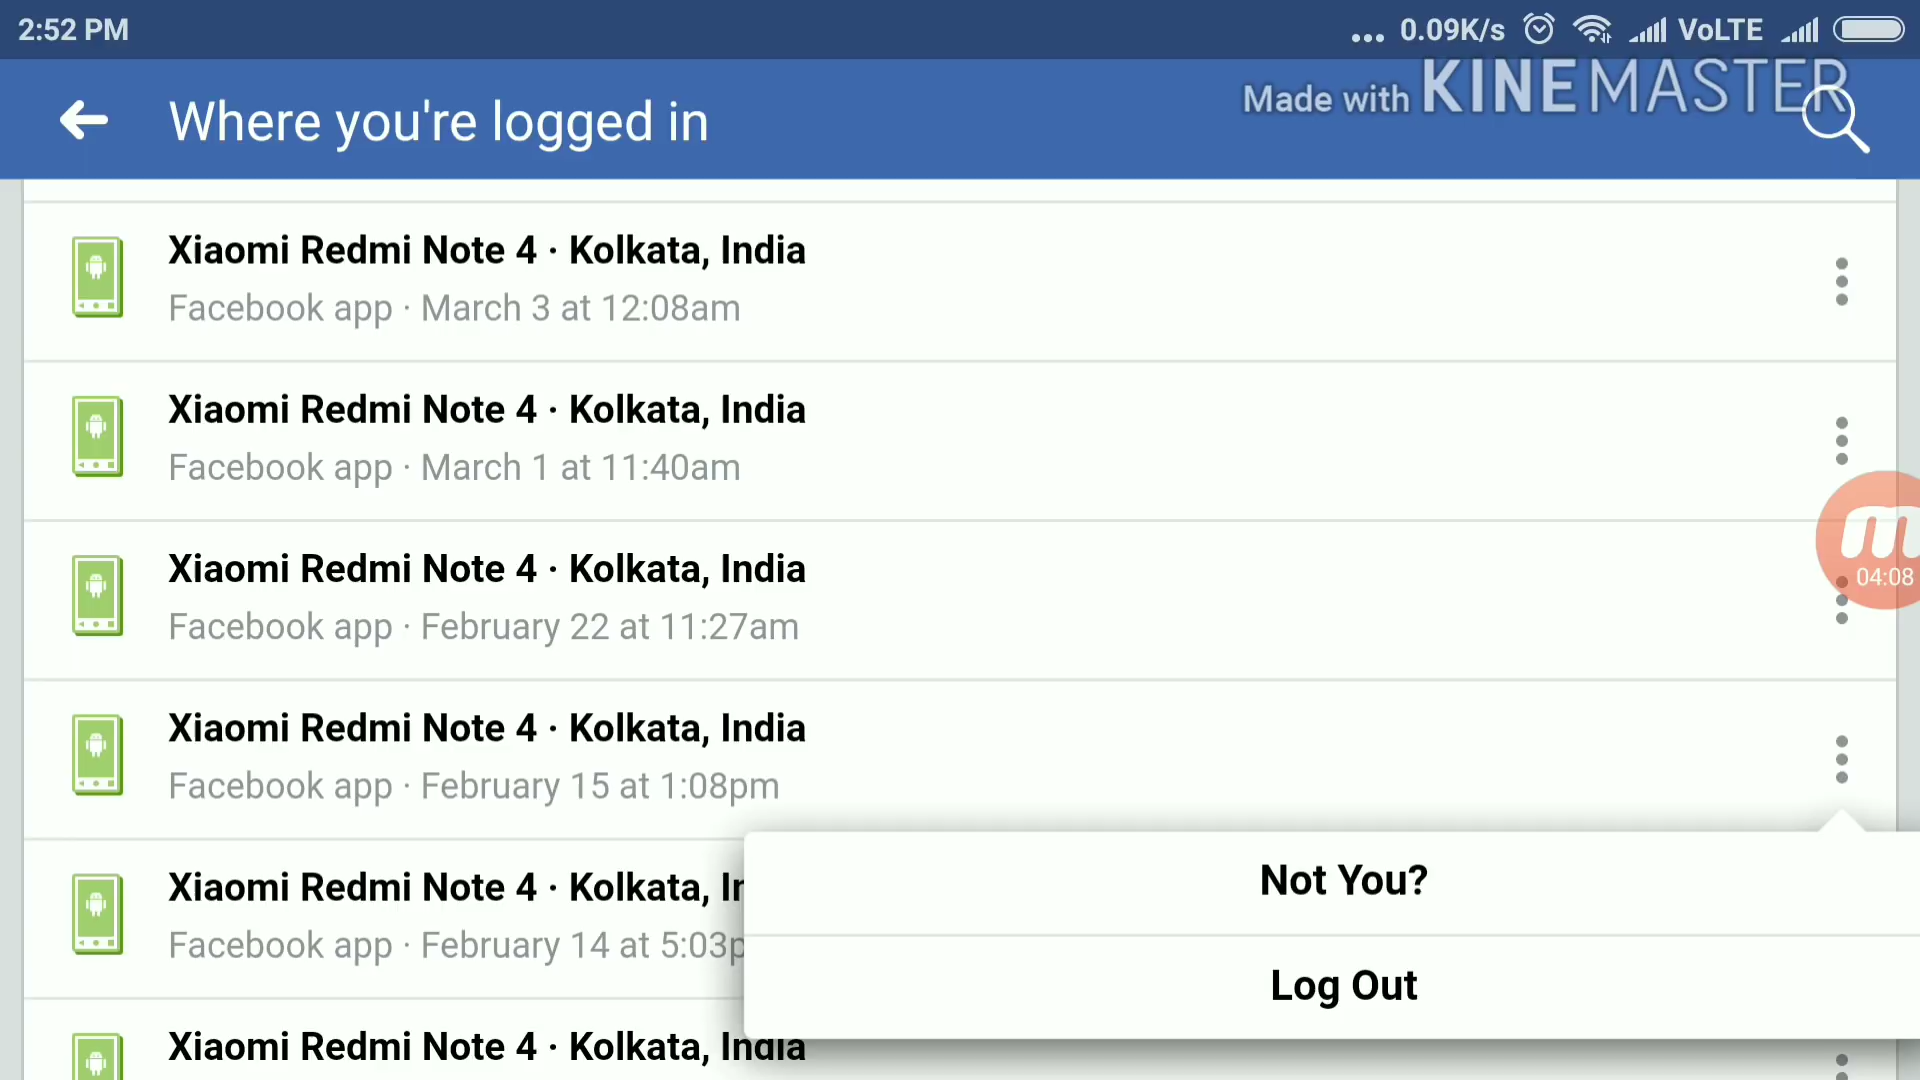 2:52 PM
... 0.09K/s VoLTE
Where you're logged in
Made with KINEMASTER
Xiaomi Redmi Note 4 · Kolkata, India
Facebook app · March 3 at 12:08am
Xiaomi Redmi Note 4 · Kolkata, India
Facebook app · March 1 at 11:40am
04:08
Xiaomi Redmi Note 4 · Kolkata, India
Facebook app · February 22 at 11:27am
Xiaomi Redmi Note 4 · Kolkata, India
Facebook app · February 15 at 1:08pm
Not You?
Xiaomi Redmi Note 4 · Kolkata, In
Facebook app · February 14 at 5:03p
Log Out
Xiaomi Redmi Note 4 · Kolkata, India